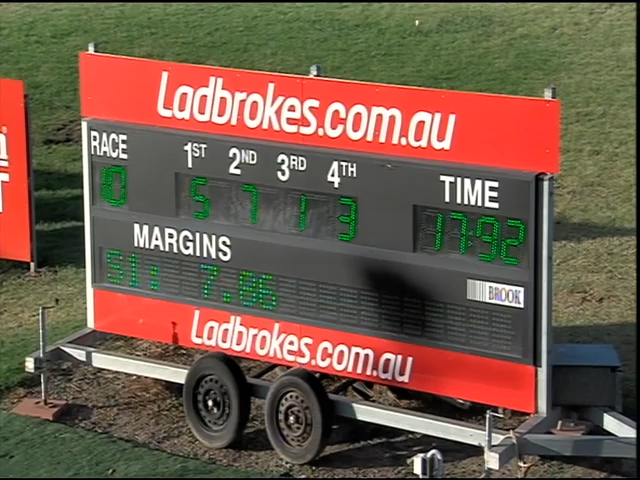 Ladbrokes.com.au
RACE 1ST 2ND 3RD 4TH TIME
5 7 1 3 17:92
MARGINS
S1: 7.86
BROOK
Ladbrokes.com.au